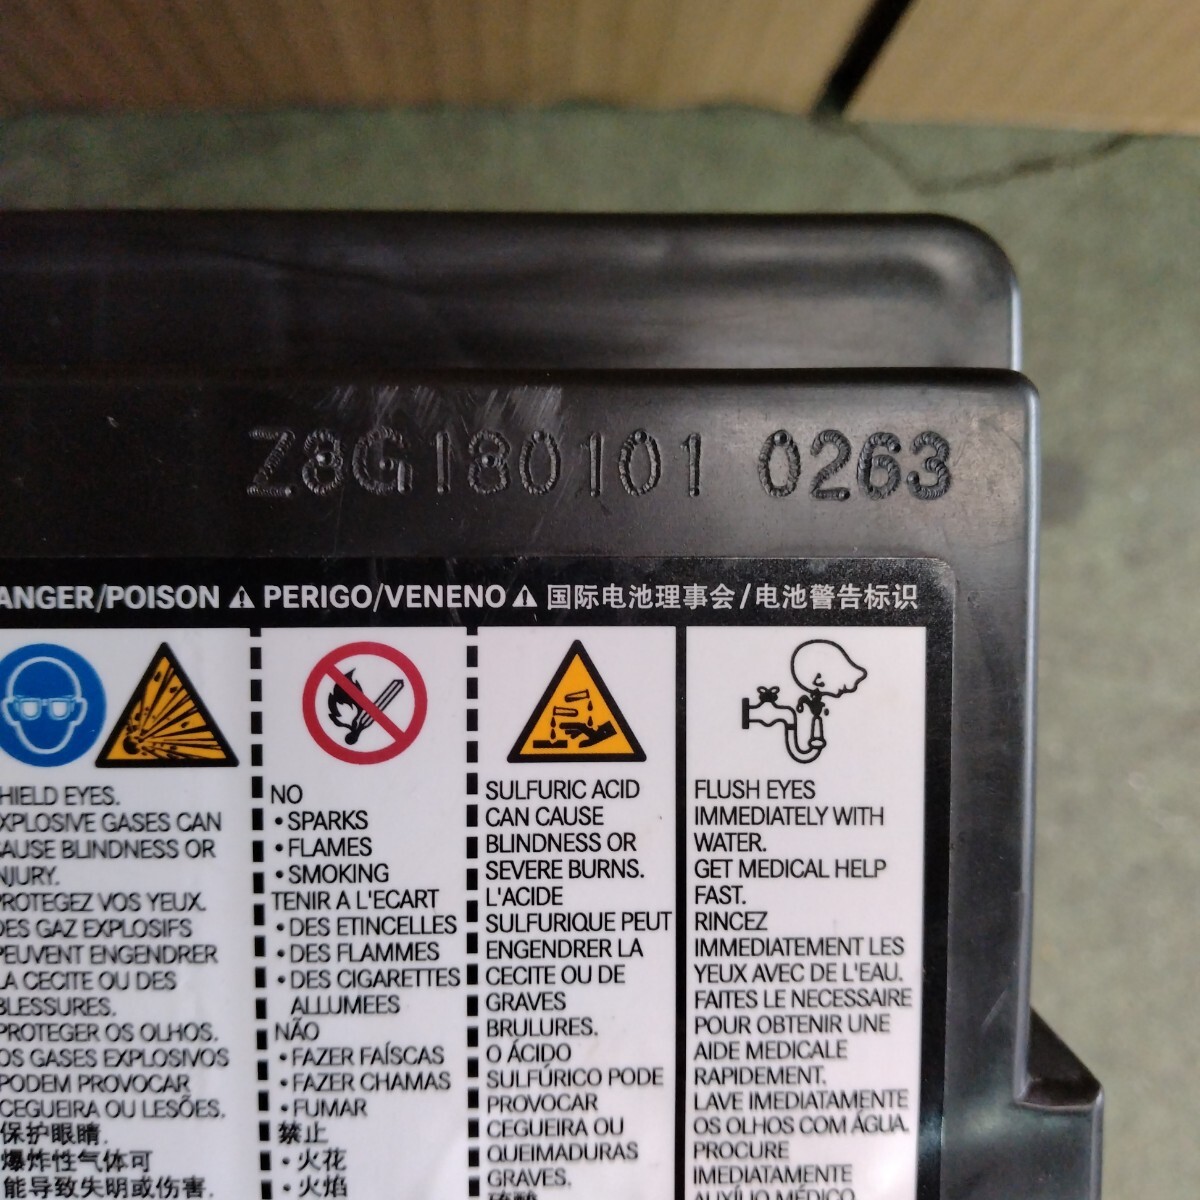 Z8G180101 0263
ANGER/POISON ⚠ PERIGO/VENENO ⚠ 国际电池理事会/电池警告标识
HIELD EYES.
XPLOSIVE GASES CAN
AUSE BLINDNESS OR
NJURY.
PROTEGEZ VOS YEUX.
DES GAZ EXPLOSIFS
PEUVENT ENGENDRER
LA CECITE OU DES
BLESSURES.
PROTEGER OS OLHOS.
OS GASES EXPLOSIVOS
PODEM PROVOCAR
CEGUEIRA OU LESÕES.
保护眼睛.
爆炸性气体可
能导致失明或伤害.
NO
• SPARKS
• FLAMES
• SMOKING
TENIR A L'ECART
• DES ETINCELLES
• DES FLAMMES
• DES CIGARETTES
ALLUMEES
NÃO
• FAZER FAÍSCAS
• FAZER CHAMAS
• FUMAR
禁止
• 火花
• 火焰
SULFURIC ACID
CAN CAUSE
BLINDNESS OR
SEVERE BURNS.
L'ACIDE
SULFURIQUE PEUT
ENGENDRER LA
CECITE OU DE
GRAVES
BRULURES.
O ÁCIDO
SULFÚRICO PODE
PROVOCAR
CEGUEIRA OU
QUEIMADURAS
GRAVES.
硫酸
FLUSH EYES
IMMEDIATELY WITH
WATER.
GET MEDICAL HELP
FAST.
RINCEZ
IMMEDIATEMENT LES
YEUX AVEC DE L'EAU.
FAITES LE NECESSAIRE
POUR OBTENIR UNE
AIDE MEDICALE
RAPIDEMENT.
LAVE IMEDIATAMENTE
OS OLHOS COM ÁGUA.
PROCURE
IMEDIATAMENTE
AUXÍLIO MÉDICO